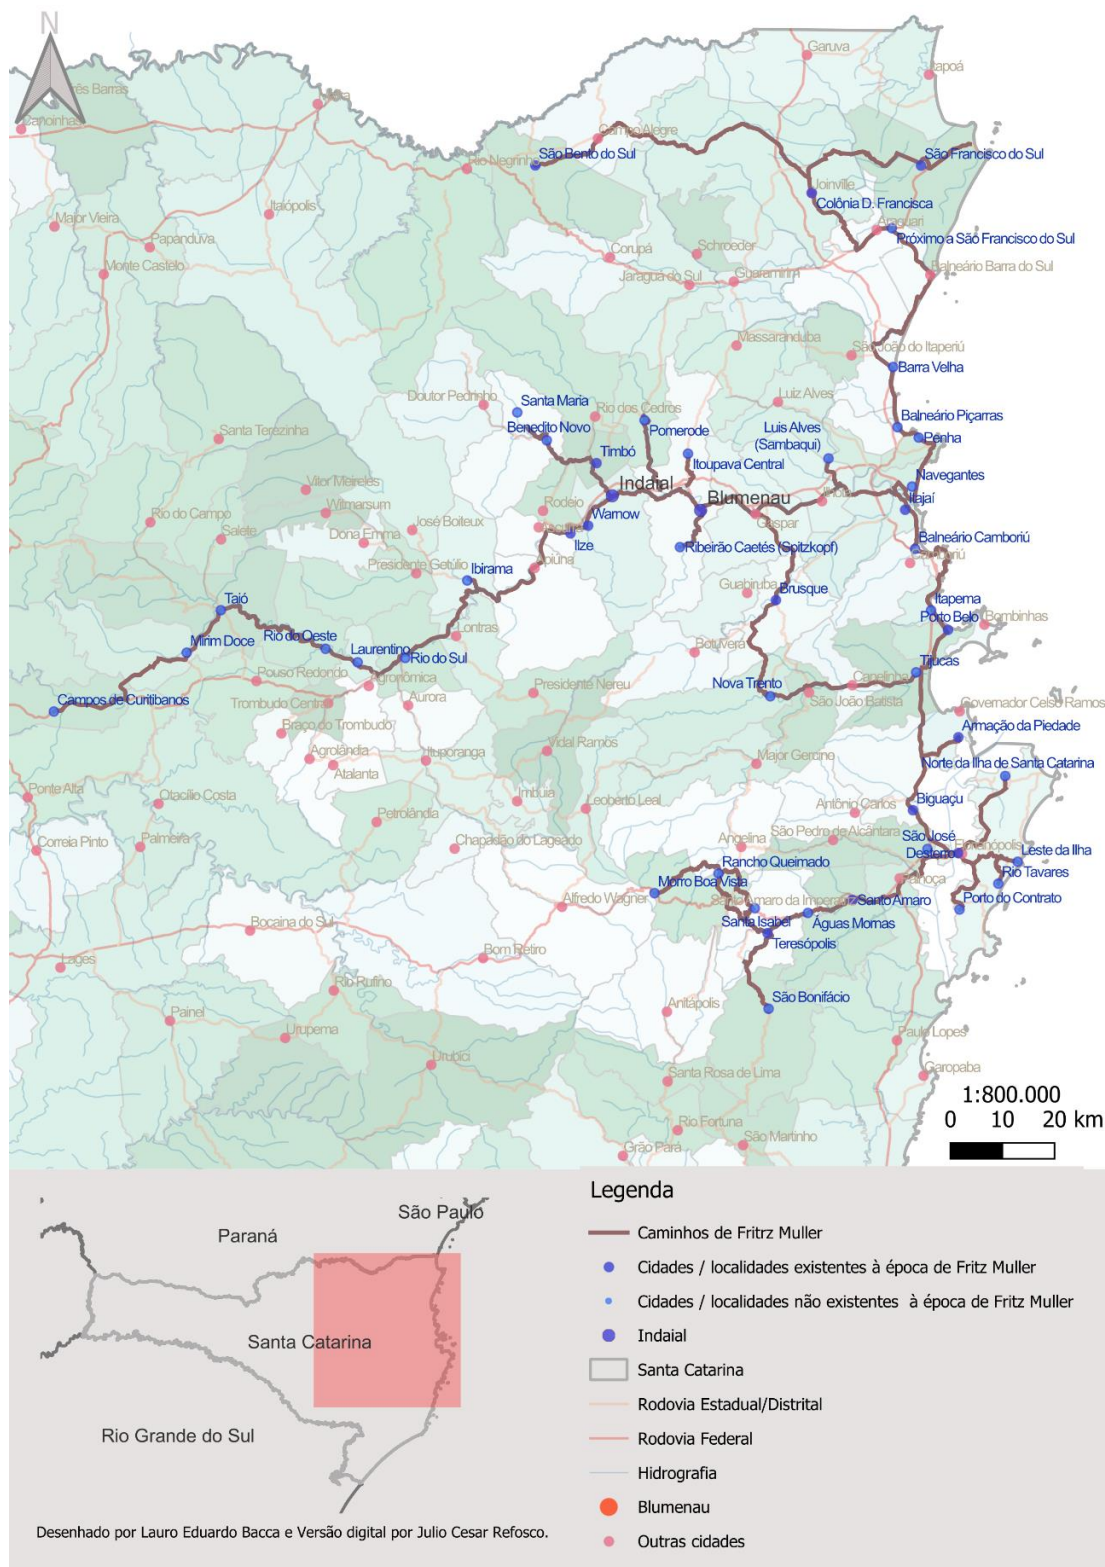 N
Garuva
Itapoá
Três Barras
Canoinhas
Mafra
Campo Alegre
Rio Negrinho
São Bento do Sul
São Francisco do Sul
Joinville
Colônia D. Francisca
Itaiópolis
Major Vieira
Papanduva
Araquari
Próximo a São Francisco do Sul
Monte Castelo
Corupá
Schroeder
Jaraguá do Sul
Guaramirim
Balneário Barra do Sul
Massaranduba
São João do Itaperiú
Barra Velha
Doutor Pedrinho
Santa Maria
Rio dos Cedros
Luiz Alves
Benedito Novo
Pomerode
Luis Alves
(Sambaqui)
Balneário Piçarras
Penha
Santa Terezinha
Timbó
Itoupava Central
Indaial
Blumenau
Navegantes
Itajaí
Ilhota
Vitor Meireles
Witmarsum
Rodeio
Warnow
Gaspar
Rio do Campo
Salete
Dona Emma
José Boiteux
Ascurra
Ilze
Ribeirão Caetés (Spitzkopf)
Balneário Camboriú
Camboriú
Presidente Getúlio
Ibirama
Apiúna
Guabiruba
Brusque
Itapema
Taió
Porto Belo
Bombinhas
Mirim Doce
Rio do Oeste
Laurentino
Lontras
Rio do Sul
Botuverá
Tijucas
Pouso Redondo
Agronômica
Presidente Nereu
Nova Trento
Canelinha
São João Batista
Campos de Curitibanos
Trombudo Central
Aurora
Governador Celso Ramos
Braço do Trombudo
Armação da Piedade
Agrolândia
Atalanta
Ituporanga
Vidal Ramos
Major Gercino
Norte da Ilha de Santa Catarina
Ponte Alta
Otacílio Costa
Imbuia
Leoberto Leal
Antônio Carlos
Biguaçu
Petrolândia
Correia Pinto
Palmeira
Chapadão do Lageado
Angelina
São Pedro de Alcântara
São José
Desterro
Florianópolis
Leste da Ilha
Rancho Queimado
Rio Tavares
Morro Boa Vista
Palhoça
Alfredo Wagner
Santo Amaro da Imperatriz
Santo Amaro
Porto do Contrato
Santa Isabel
Águas Mornas
Bocaina do Sul
Teresópolis
Lages
Bom Retiro
Rio Rufino
São Bonifácio
Anitápolis
Painel
Urupema
Paulo Lopes
Urubici
Garopaba
Santa Rosa de Lima
1:800.000
0 10 20 km
Rio Fortuna
São Martinho
Grão Pará
São Paulo
Paraná
Santa Catarina
Rio Grande do Sul
Desenhado por Lauro Eduardo Bacca e Versão digital por Julio Cesar Refosco.
Legenda
Caminhos de Fritrz Muller
Cidades / localidades existentes à época de Fritz Muller
Cidades / localidades não existentes à época de Fritz Muller
Indaial
Santa Catarina
Rodovia Estadual/Distrital
Rodovia Federal
Hidrografia
Blumenau
Outras cidades